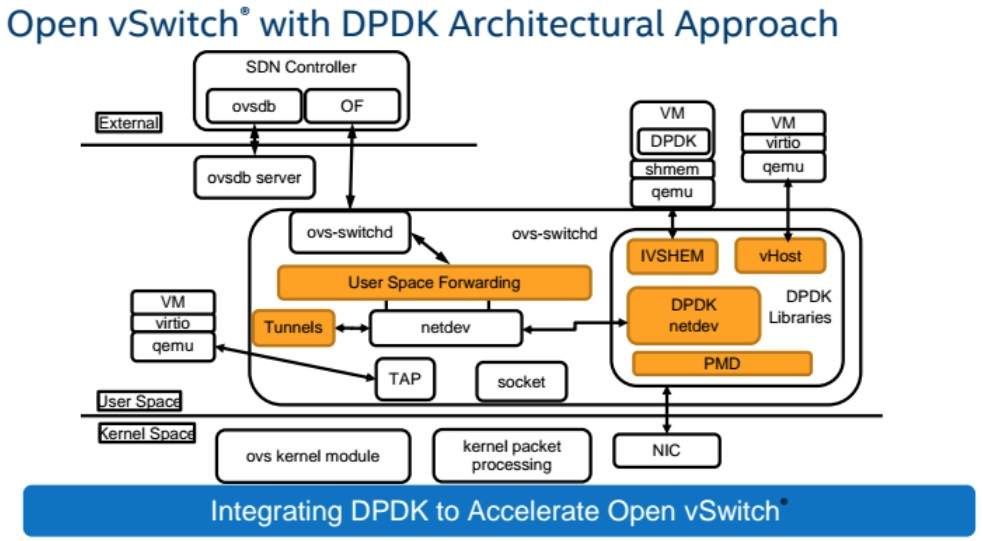 Open vSwitch® with DPDK Architectural Approach
SDN Controller
ovsdb
OF
External
ovsdb server
VM
DPDK
shmem
qemu
VM
virtio
qemu
ovs-switchd
ovs-switchd
IVSHEM
vHost
User Space Forwarding
DPDK
netdev
DPDK
Libraries
Tunnels
netdev
PMD
VM
virtio
qemu
TAP
socket
User Space
Kernel Space
ovs kernel module
kernel packet
processing
NIC
Integrating DPDK to Accelerate Open vSwitch*